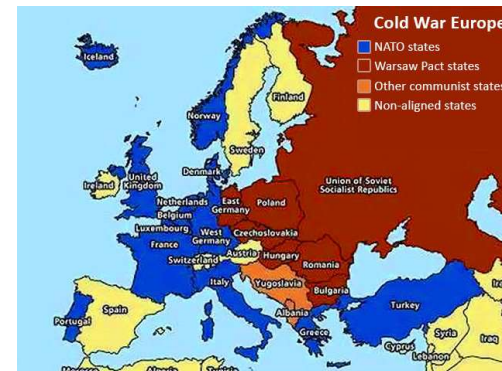 Cold War Europe
NATO states
Warsaw Pact states
Other communist states
Non-aligned states
Iceland
Finland
Norway
Sweden
Union of Soviet
Socialist Republics
Denmark
Ireland
United
Kingdom
Netherlands
Belgium
Luxembourg
East
Germany
Poland
West
Germany
Czechoslovakia
France
Switzerland
Austria
Hungary
Romania
Italy
Yugoslavia
Bulgaria
Albania
Portugal
Spain
Greece
Turkey
Cyprus
Syria
Lebanon
Iraq